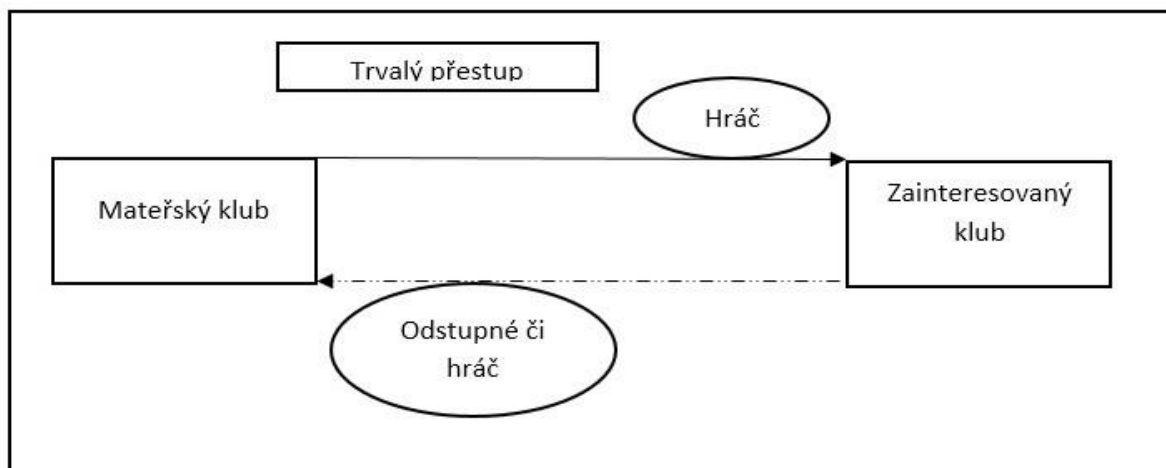 Trvalý přestup
Hráč
Mateřský klub
Zainteresovaný
klub
Odstupné či
hráč